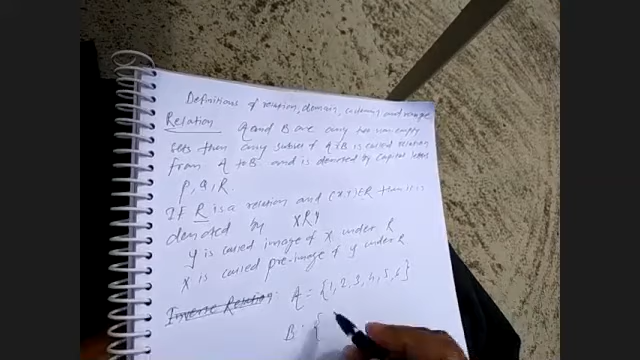 Definitions of relation, domain, codomain and range
Relation A and B are any two non empty
sets then any subset of AXB is called relation
from A to B and is denoted by capital letters
P, Q, R.
If R is a relation and (x,y)∈R then it is
denoted by xRy
y is called image of x under R
x is called pre-image of y under R
Inverse Relation: A = {1, 2, 3, 4, 5, 6}
B = {